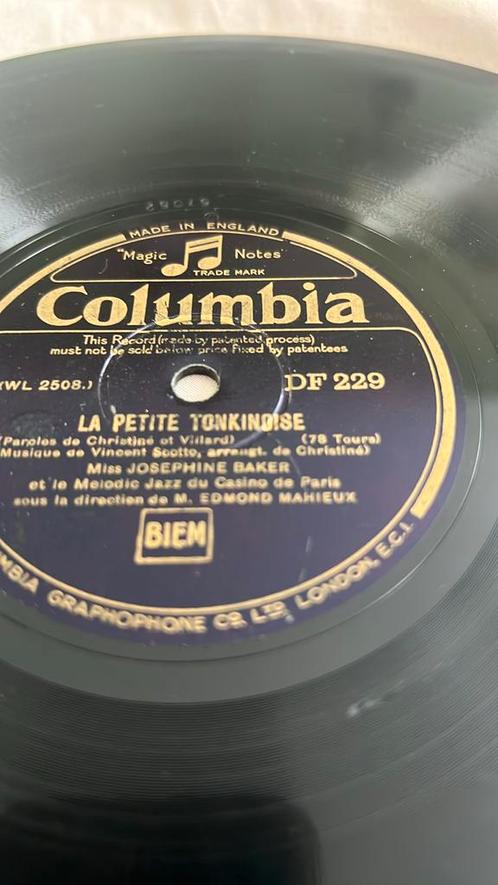 MADE IN ENGLAND
"Magic Notes"
TRADE MARK
Columbia
This Record (made by patented process)
must not be sold below price fixed by patentees
(WL 2508.) DF 229
LA PETITE TONKINOISE
(Paroles de Christiné et Villard) (78 Tours)
Musique de Vincent Scotto, arrangt. de Christiné)
Miss JOSEPHINE BAKER
et le Melodic Jazz du Casino de Paris
sous la direction de M. EDMOND MAHIEUX
BIEM
MBIA GRAPHOPHONE CO. LTD. LONDON, E.C.1.